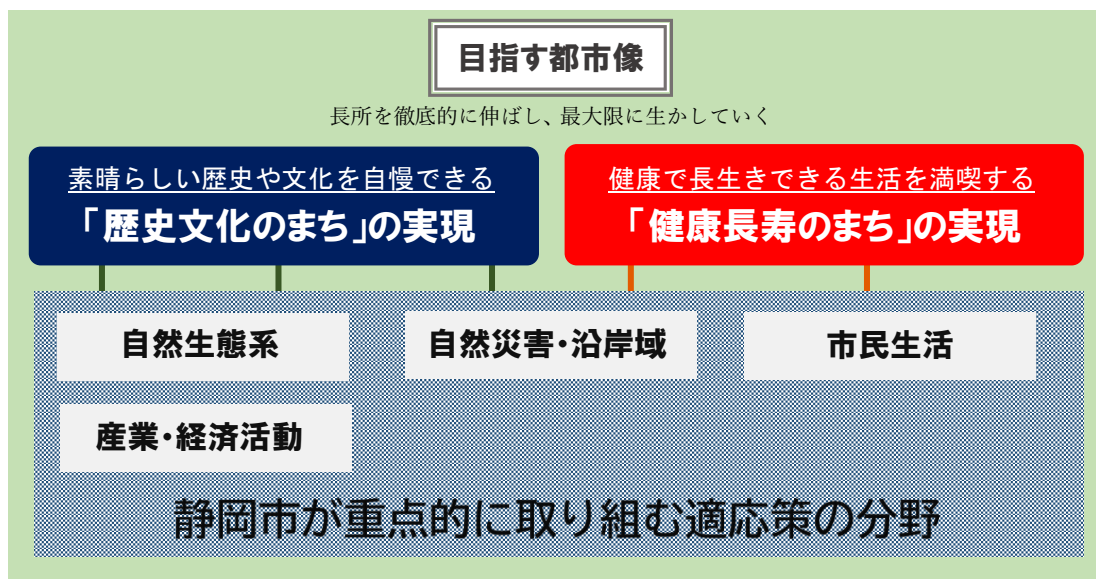 目指す都市像
長所を徹底的に伸ばし、最大限に生かしていく
素晴らしい歴史や文化を自慢できる
「歴史文化のまち」の実現
健康で長生きできる生活を満喫する
「健康長寿のまち」の実現
自然生態系
自然災害・沿岸域
市民生活
産業・経済活動
静岡市が重点的に取り組む適応策の分野